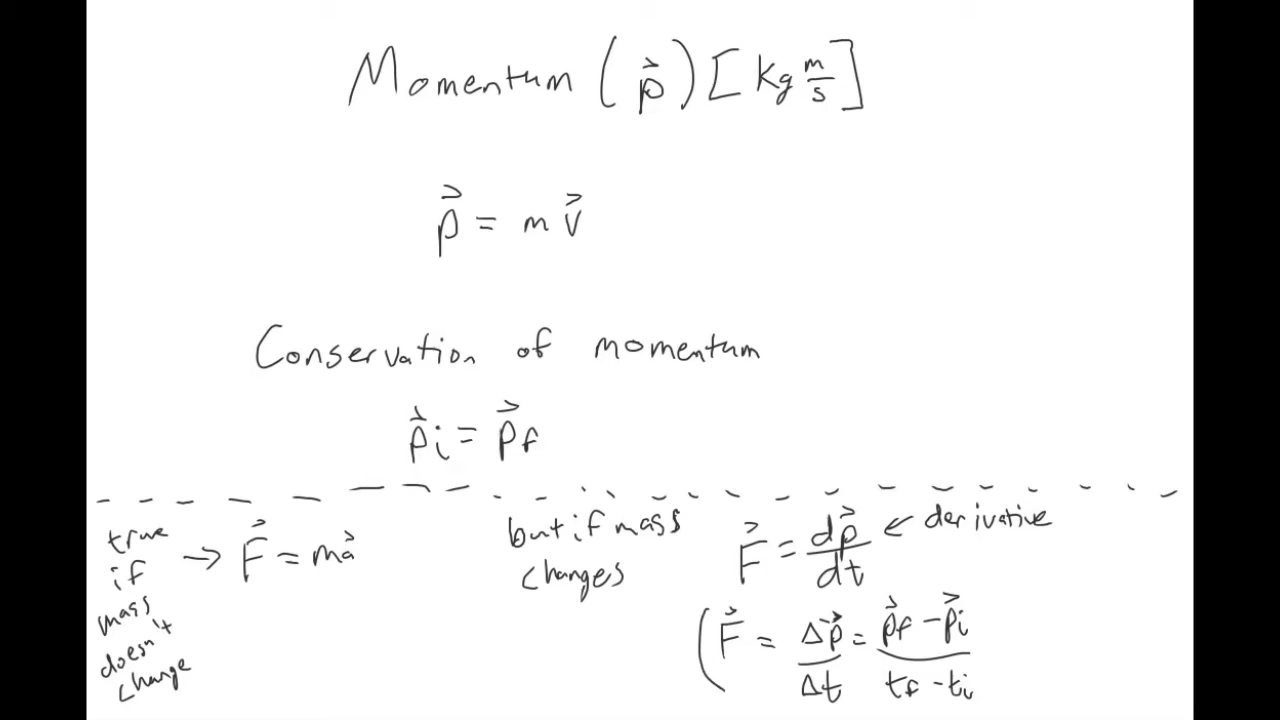 Momentum (p⃗) [kg m/s]
p⃗ = m v⃗
Conservation of momentum
p⃗i = p⃗f
true if mass doesn't change → F⃗ = ma⃗
but if mass changes
F⃗ = dp⃗/dt ← derivative
(F⃗ = Δp⃗/Δt = p⃗f - p⃗i / tf - ti